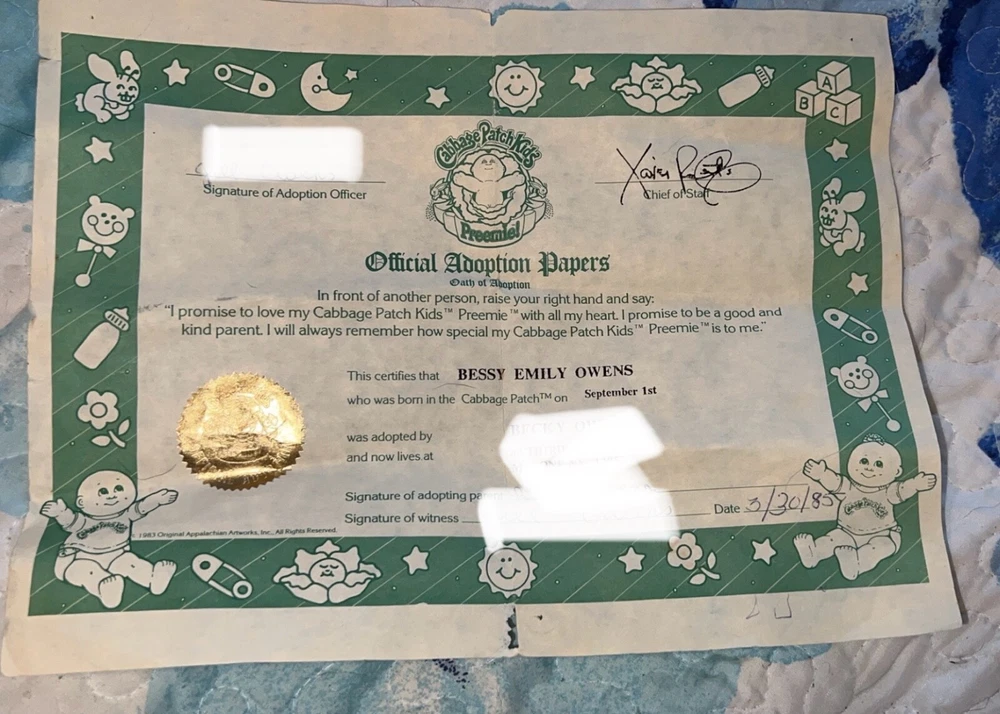 A
B C
Cabbage Patch Kids
Preemie!
Signature of Adoption Officer
Chief of Staff
Official Adoption Papers
Oath of Adoption
In front of another person, raise your right hand and say:
"I promise to love my Cabbage Patch Kids™ Preemie™ with all my heart. I promise to be a good and
kind parent. I will always remember how special my Cabbage Patch Kids™ Preemie™ is to me."
This certifies that BESSY EMILY OWENS
who was born in the Cabbage Patch™ on September 1st
was adopted by
and now lives at
Signature of adopting
Date 3/30/85
Signature of witness
1983 Original Appalachian Artworks, Inc., All Rights Reserved.